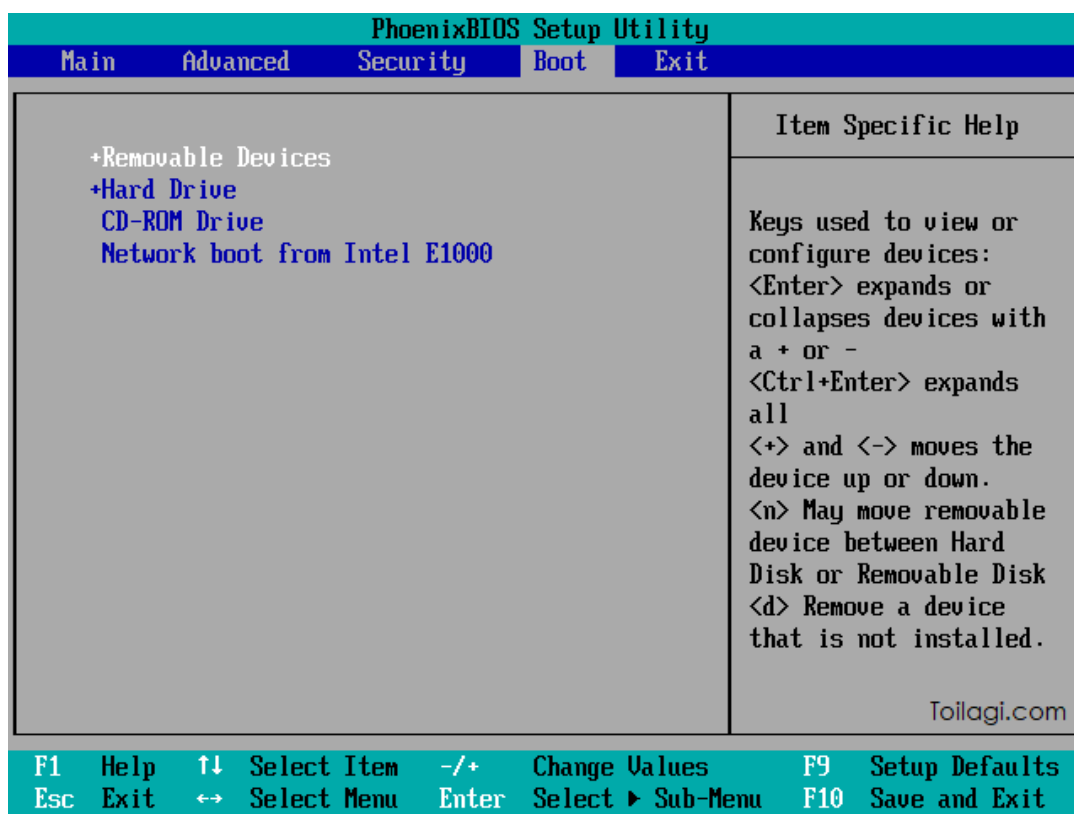 PhoenixBIOS Setup Utility
Main Advanced Security Boot Exit
+Removable Devices
+Hard Drive
CD-ROM Drive
Network boot from Intel E1000
Item Specific Help
Keys used to view or
configure devices:
<Enter> expands or
collapses devices with
a + or -
<Ctrl+Enter> expands
all
<+> and <-> moves the
device up or down.
<n> May move removable
device between Hard
Disk or Removable Disk
<d> Remove a device
that is not installed.
Toilagi.com
F1 Help ↑↓ Select Item -/+ Change Values F9 Setup Defaults
Esc Exit ↔ Select Menu Enter Select ▶ Sub-Menu F10 Save and Exit